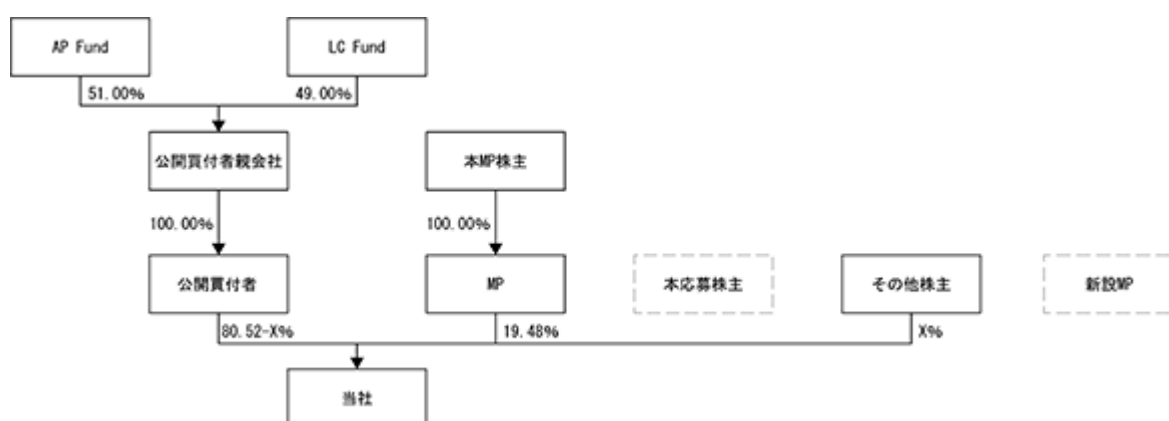 AP Fund
LC Fund
51.00%
49.00%
公開買付者親会社
本MP株主
100.00%
100.00%
公開買付者
MP
本応募株主
その他株主
新設MP
80.52-X%
19.48%
X%
当社